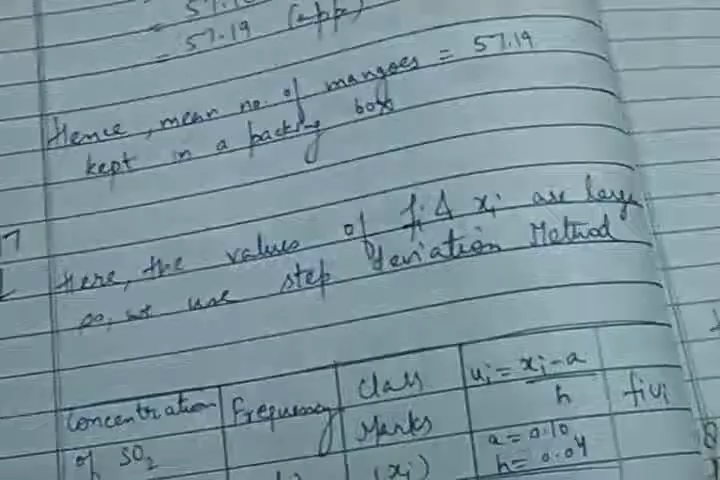 = 57.19 (app)
Hence, mean no. of mangoes = 57.19
kept in a packing box
Here, the values of fi & xi are large
so, we use step deviation Method
Concentration of SO2 | Frequency | Class Marks (xi) | ui = xi - a / h | fiui
a = 0.10
h = 0.04